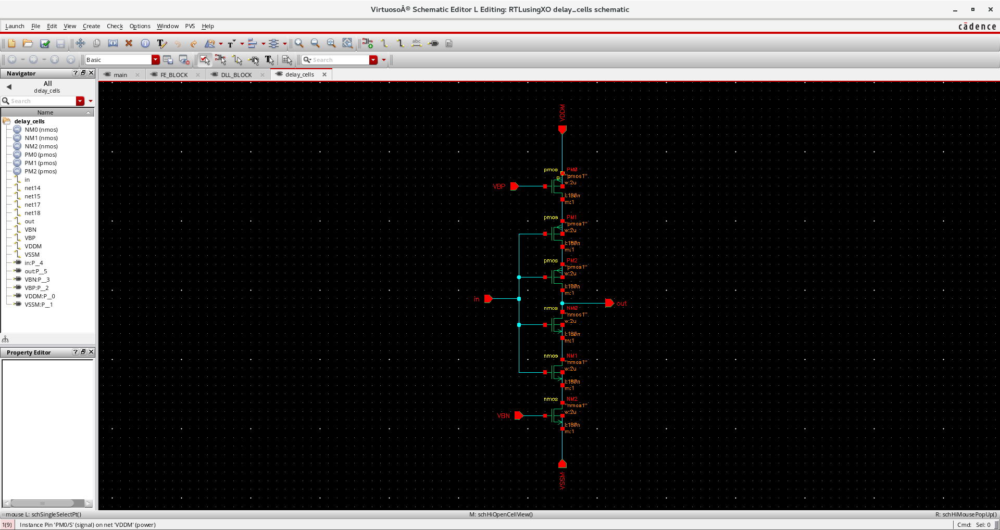 VirtuosoÂ® Schematic Editor L Editing: RTLusingXO delay_cells schematic
Launch File Edit View Create Check Options Window PVS Help
cādence
Basic
Search
Navigator
main
FE_BLOCK
DLL_BLOCK
delay_cells
All
delay_cells
Search
Name
delay_cells
NM0 (nmos)
NM1 (nmos)
NM2 (nmos)
PM0 (pmos)
PM1 (pmos)
PM2 (pmos)
in
net14
net15
net17
net18
out
VBN
VBP
VDDM
VSSM
in:P__4
out:P__5
VBN:P__3
VBP:P__2
VDDM:P__0
VSSM:P__1
Property Editor
VDDM
pmos PM0
"pmos1"
w:2u
VBP
l:180n
m:1
pmos PM1
"pmos1"
w:2u
l:180n
m:1
pmos PM2
"pmos1"
w:2u
l:180n
m:1
in
out
nmos NM0
"nmos1"
w:2u
l:180n
m:1
nmos NM1
"nmos1"
w:2u
l:180n
m:1
nmos NM2
"nmos1"
w:2u
VBN
l:180n
m:1
VSSM
mouse L: schSingleSelectPt()
M: schHiOpenCellView()
R: schHiMousePopUp()
1(9)
Instance Pin 'PM0/S' (signal) on net 'VDDM' (power)
Cmd: Sel: 0